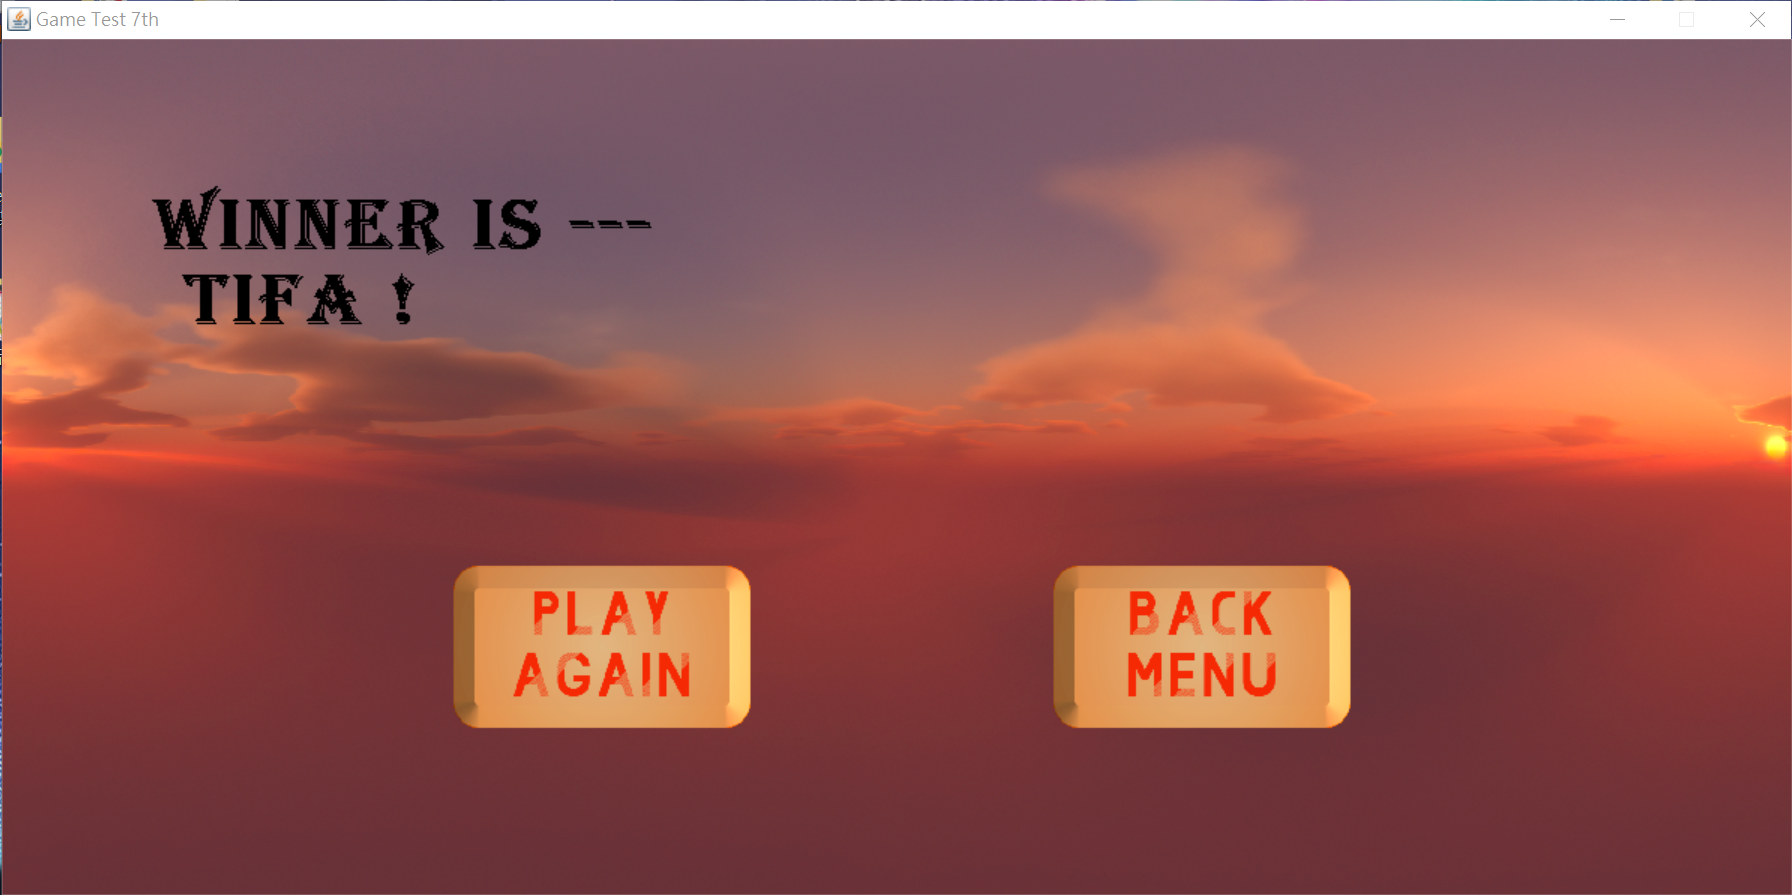 Game Test 7th
WINNER IS ---
TIFA !
PLAY
AGAIN
BACK
MENU